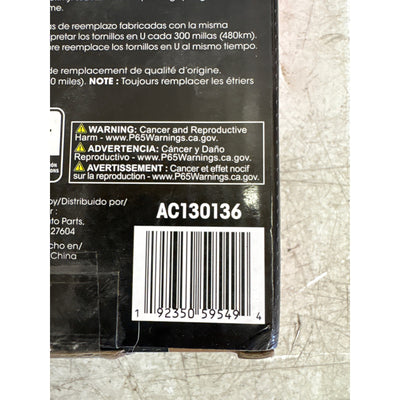 me.
as de reemplazo fabricadas con la misma
pretar los tornillos en U cada 300 millas (480km).
pre reemplace los tornillos en U al mismo tiempo.
de remplacement de qualité d'origine.
0 miles). NOTE : Toujours remplacer les étriers
WARNING: Cancer and Reproductive
Harm - www.P65Warnings.ca.gov.
ADVERTENCIA: Cáncer y Daño
Reproductivo - www.P65Warnings.ca.gov.
AVERTISSEMENT : Cancer et effet nocif
sur la reproduction - www.P65Warnings.ca.gov.
by/Distribuido por/
r :
to Parts,
27604
cho en/
China
AC130136
1 92350 59549 4